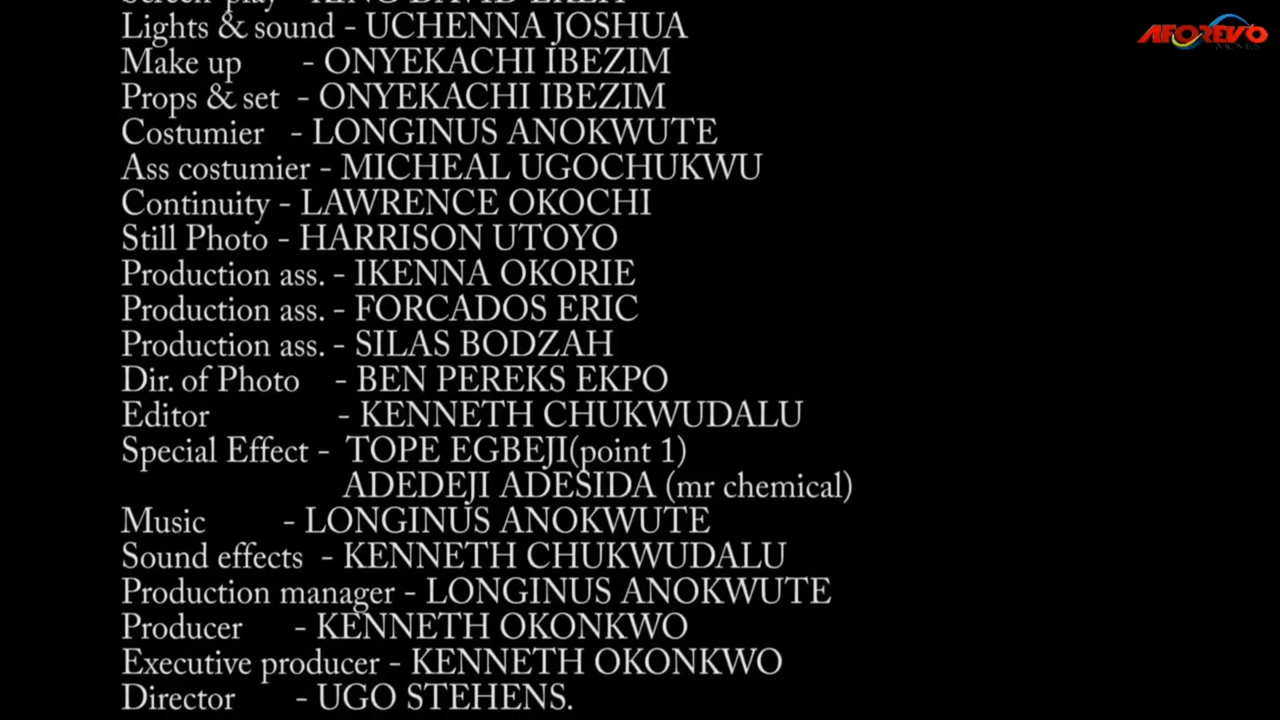 Lights & sound - UCHENNA JOSHUA
Make up - ONYEKACHI IBEZIM
Props & set - ONYEKACHI IBEZIM
Costumier - LONGINUS ANOKWUTE
Ass costumier - MICHEAL UGOCHUKWU
Continuity - LAWRENCE OKOCHI
Still Photo - HARRISON UTOYO
Production ass. - IKENNA OKORIE
Production ass. - FORCADOS ERIC
Production ass. - SILAS BODZAH
Dir. of Photo - BEN PEREKS EKPO
Editor - KENNETH CHUKWUDALU
Special Effect - TOPE EGBEJI(point 1)
ADEDEJI ADESIDA (mr chemical)
Music - LONGINUS ANOKWUTE
Sound effects - KENNETH CHUKWUDALU
Production manager - LONGINUS ANOKWUTE
Producer - KENNETH OKONKWO
Executive producer - KENNETH OKONKWO
Director - UGO STEHENS.
AFOREVO